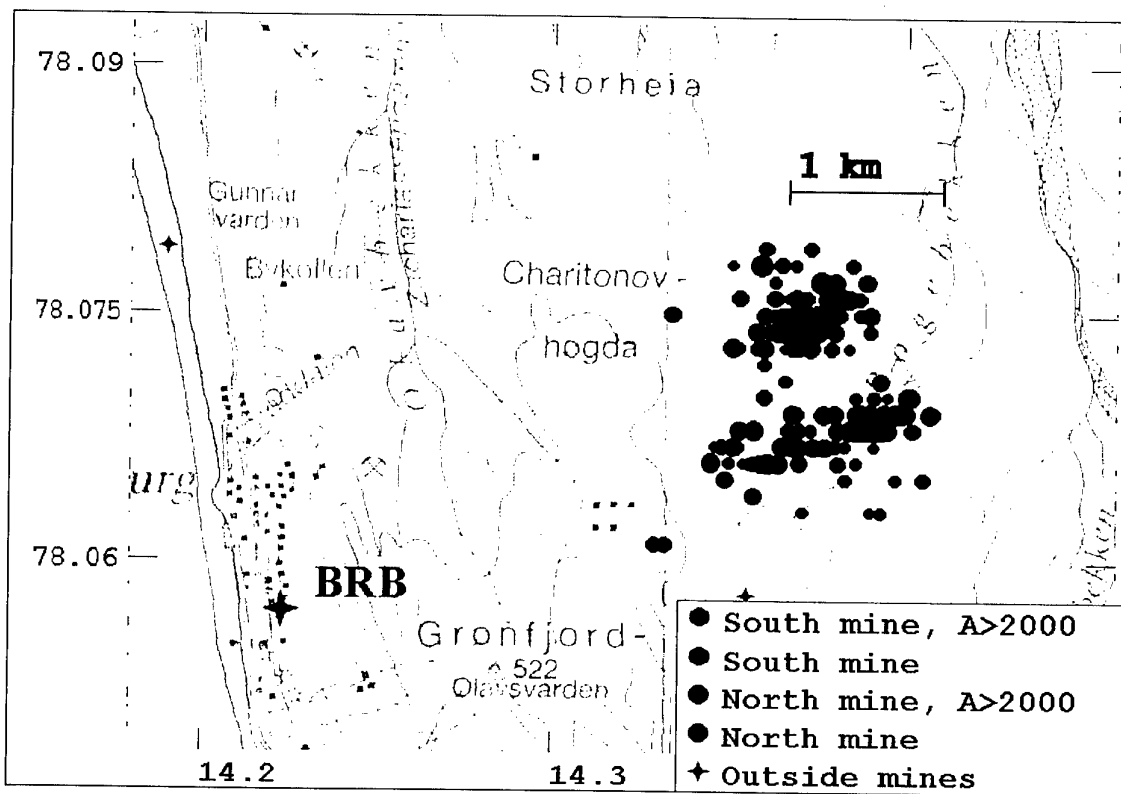 78.09
Storheia
1 km
Gunnar
varden
Bykollen
Charitonov-
78.075
hogda
urg
78.06
BRB
Gronfjord-
522
Olavsvarden
South mine, A>2000
South mine
North mine, A>2000
North mine
Outside mines
14.2
14.3